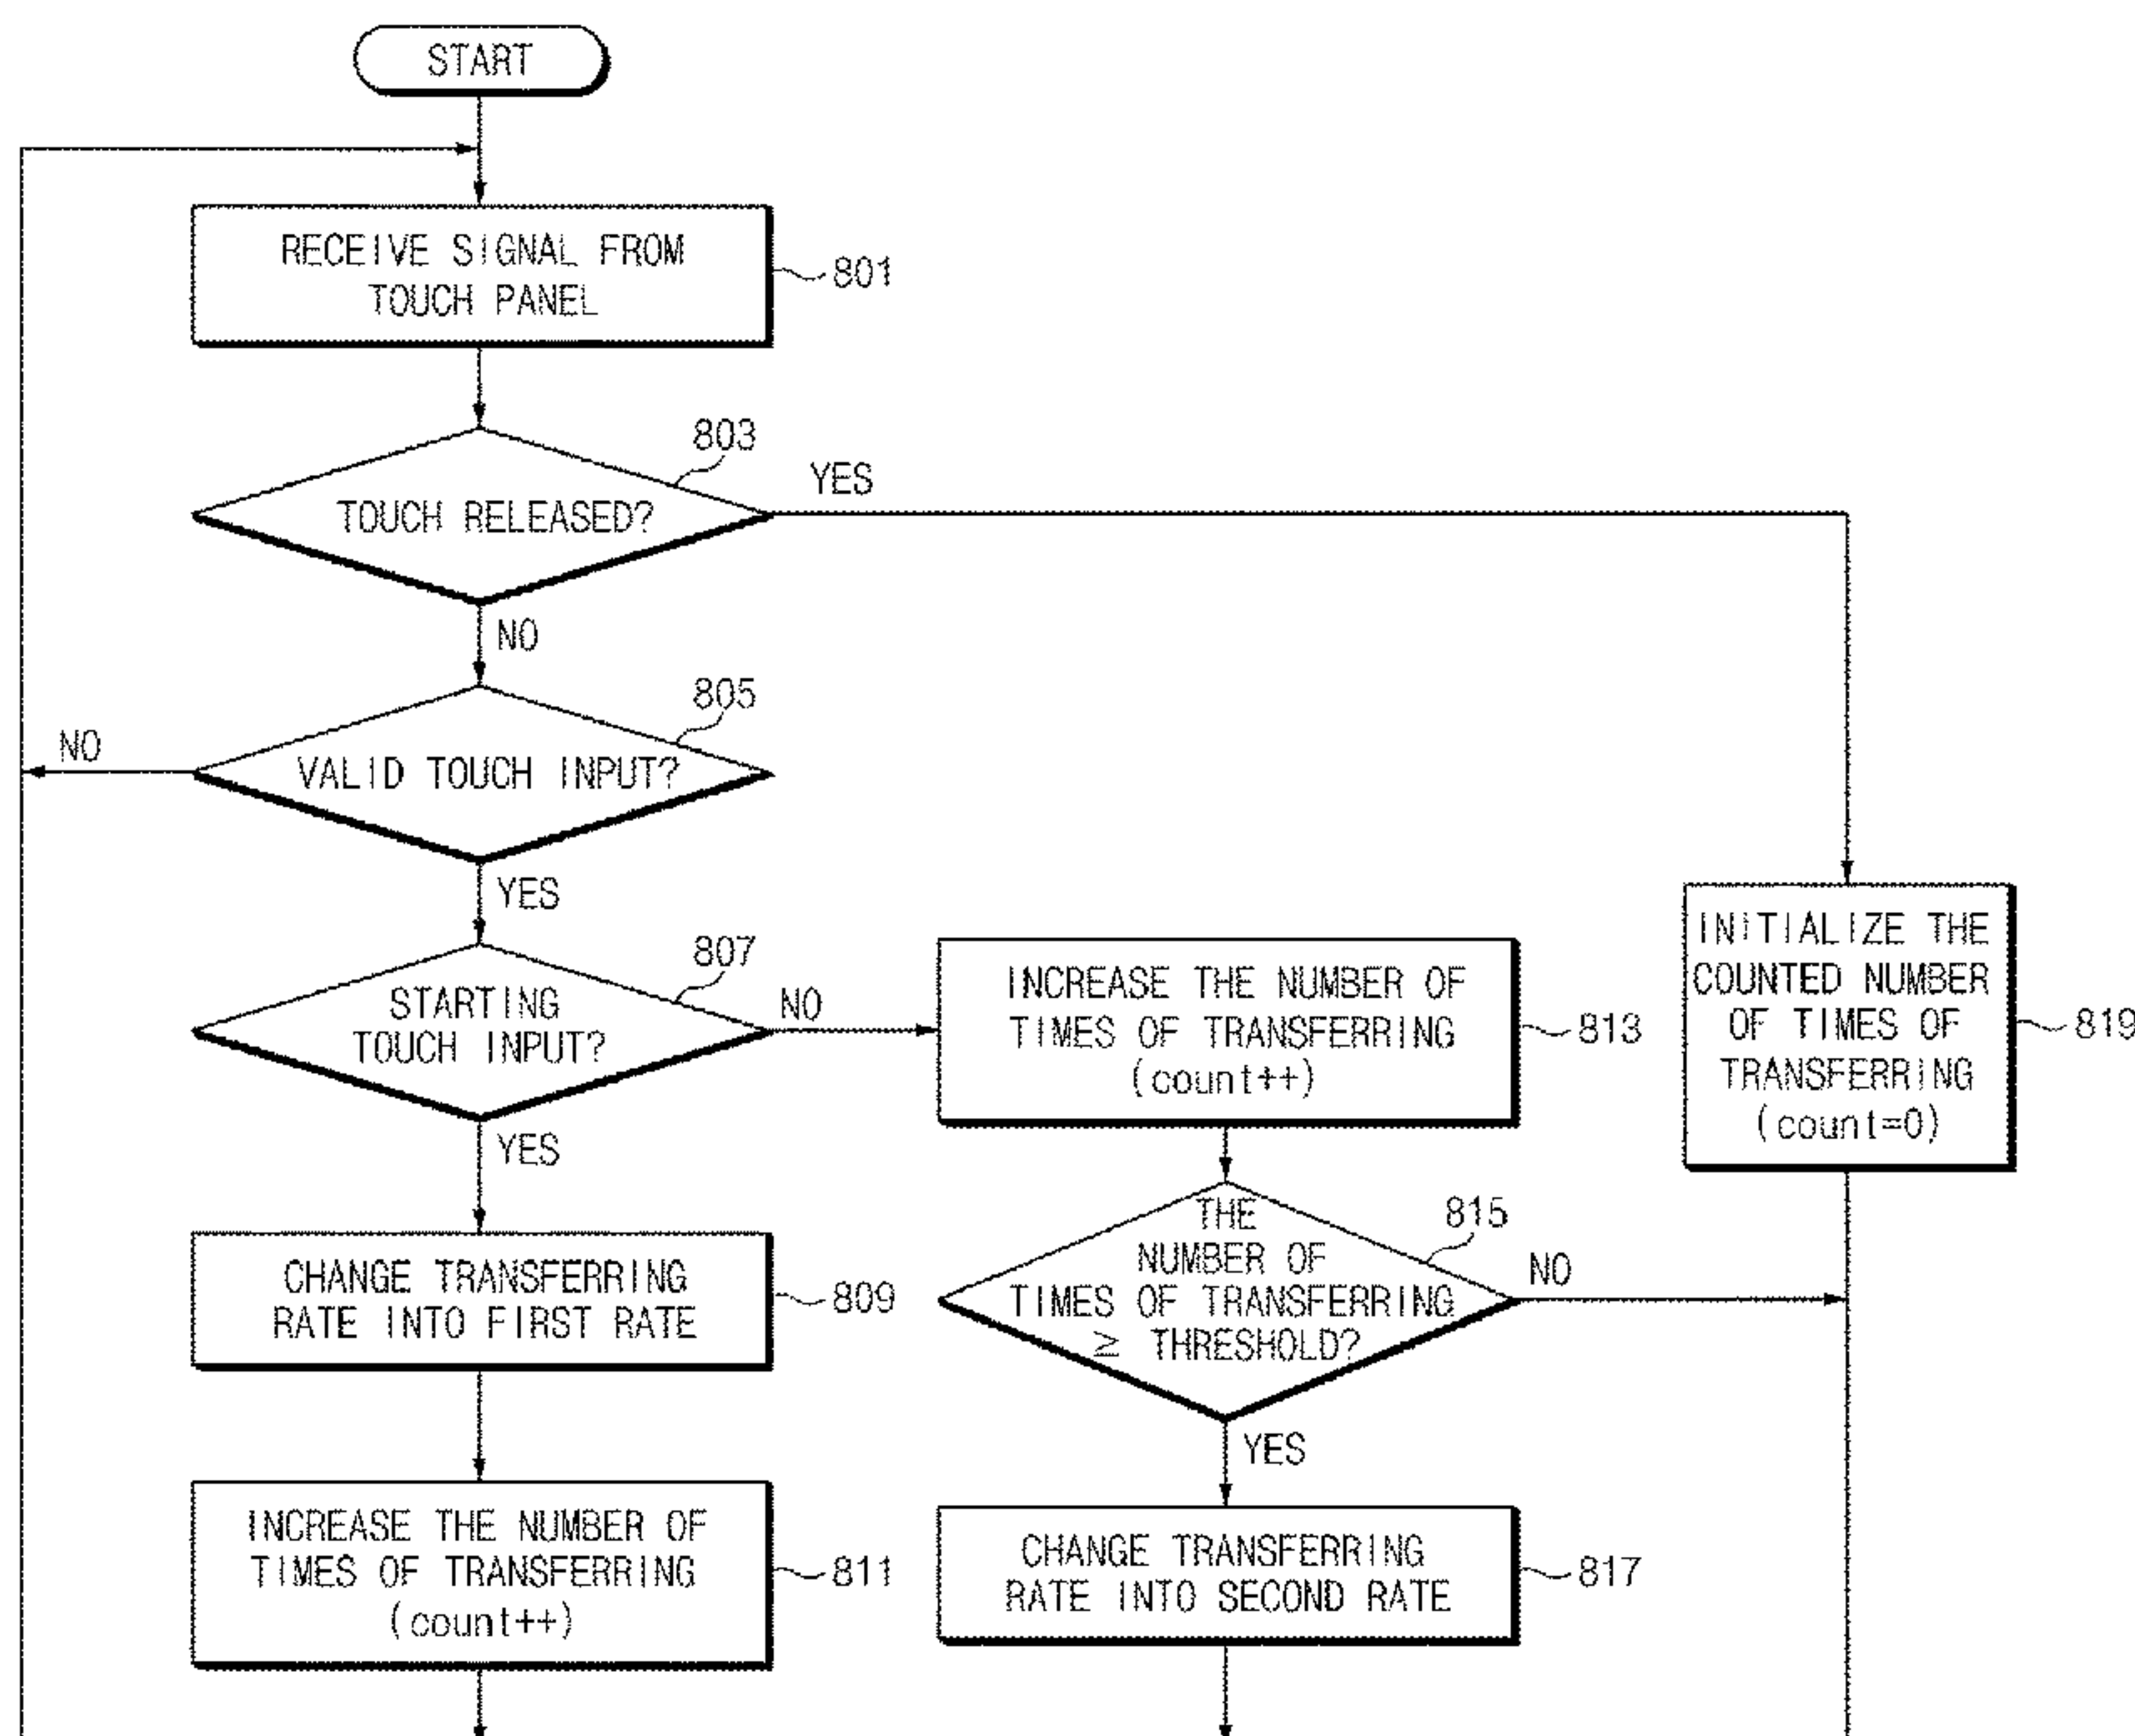 START
RECEIVE SIGNAL FROM
TOUCH PANEL
801
803
TOUCH RELEASED?
YES
NO
805
VALID TOUCH INPUT?
NO
YES
807
STARTING
TOUCH INPUT?
NO
YES
INCREASE THE NUMBER OF
TIMES OF TRANSFERRING
(count++)
813
INITIALIZE THE
COUNTED NUMBER
OF TIMES OF
TRANSFERRING
(count=0)
819
815
THE
NUMBER OF
TIMES OF TRANSFERRING
≥ THRESHOLD?
NO
YES
CHANGE TRANSFERRING
RATE INTO FIRST RATE
809
INCREASE THE NUMBER OF
TIMES OF TRANSFERRING
(count++)
811
CHANGE TRANSFERRING
RATE INTO SECOND RATE
817